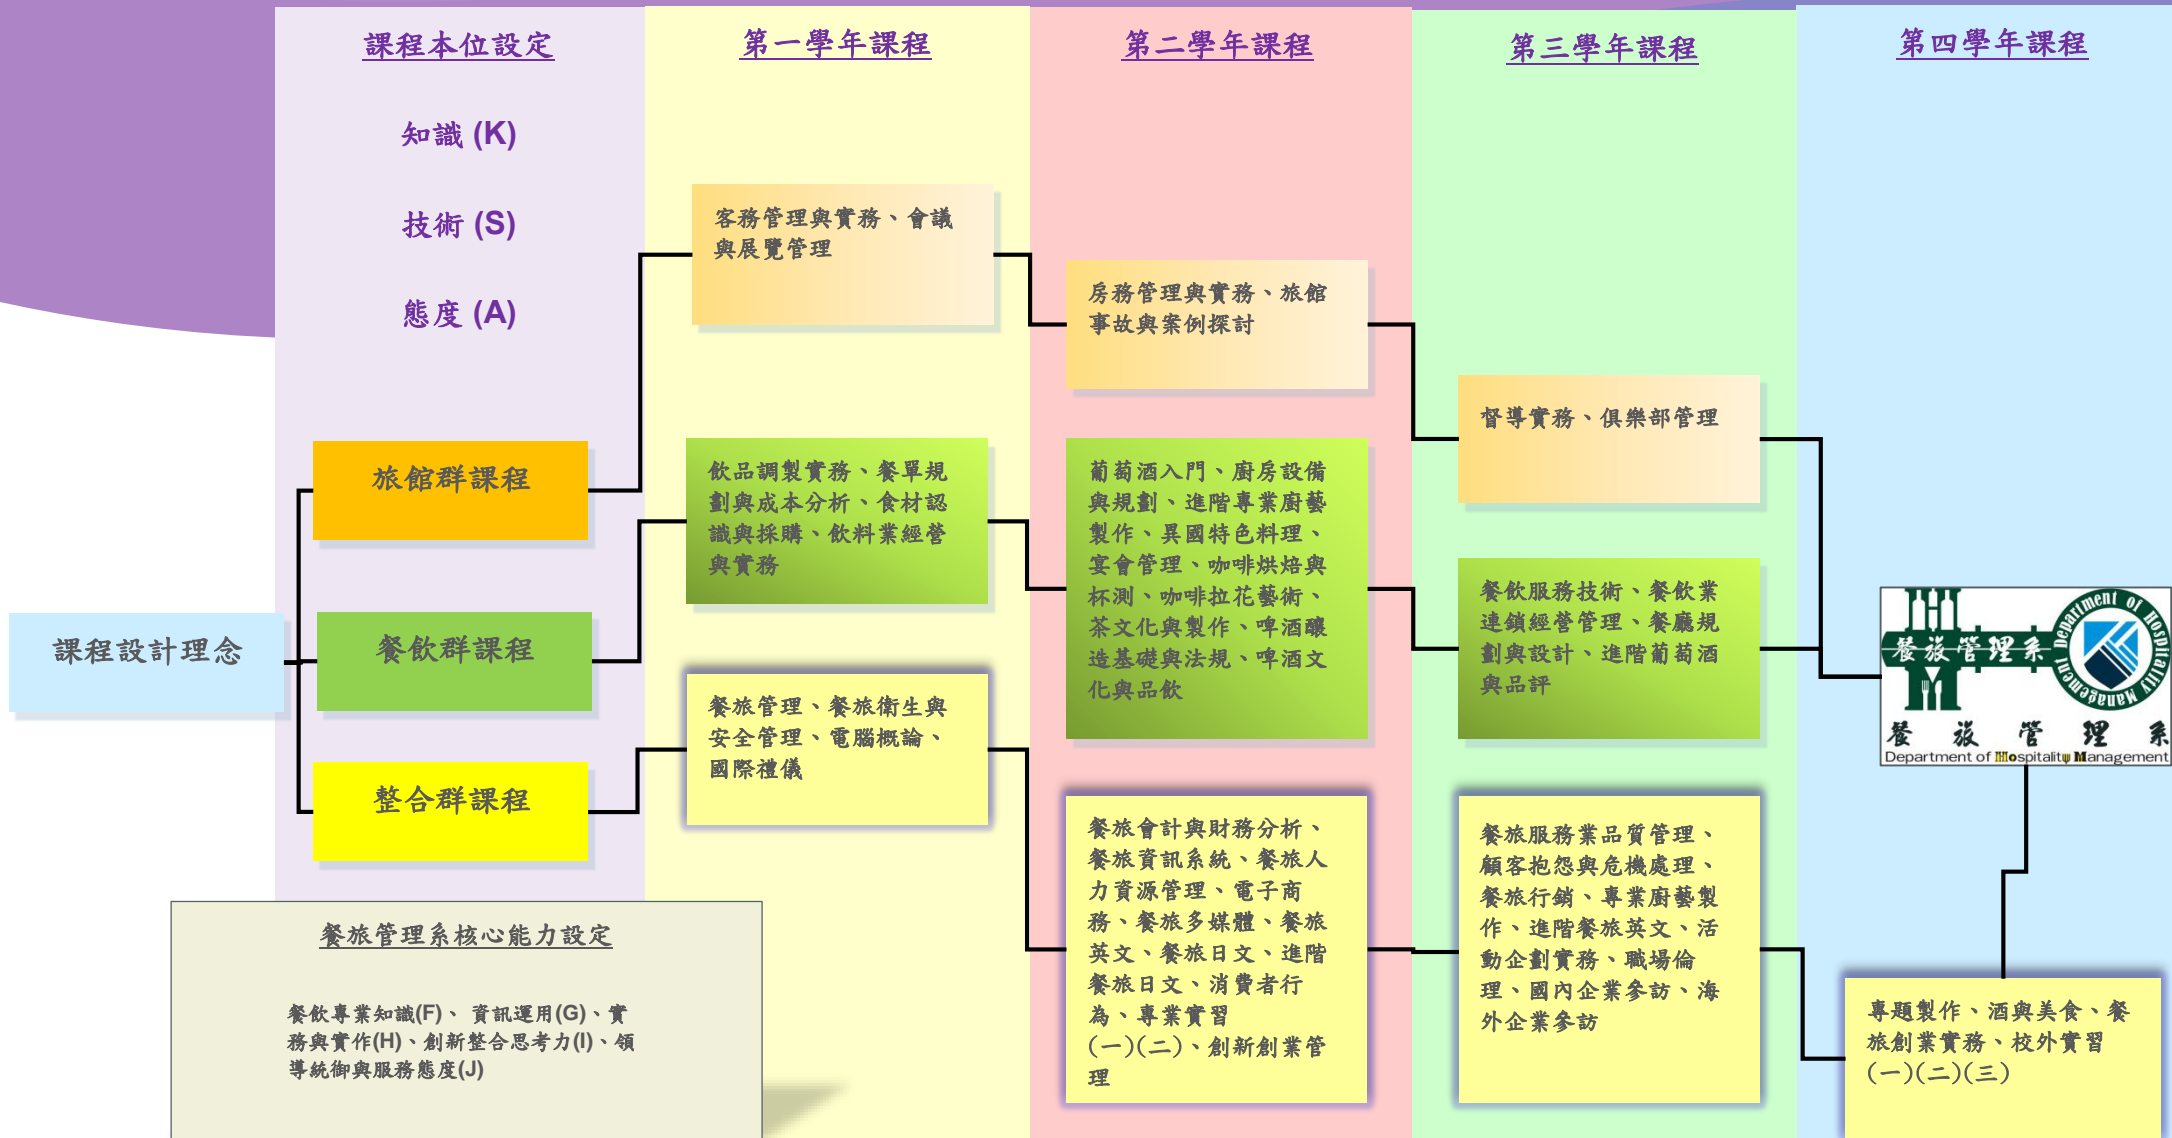 課程本位設定
知識 (K)
技術 (S)
態度 (A)
第一學年課程
第二學年課程
第三學年課程
第四學年課程
課程設計理念
旅館群課程
餐飲群課程
整合群課程
客務管理與實務、會議
與展覽管理
房務管理與實務、旅館
事故與案例探討
督導實務、俱樂部管理
飲品調製實務、餐單規
劃與成本分析、食材認
識與採購、飲料業經營
與實務
葡萄酒入門、廚房設備
與規劃、進階專業廚藝
製作、異國特色料理、
宴會管理、咖啡烘焙與
杯測、咖啡拉花藝術、
茶文化與製作、啤酒釀
造基礎與法規、啤酒文
化與品飲
餐飲服務技術、餐飲業
連鎖經營管理、餐廳規
劃與設計、進階葡萄酒
與品評
餐旅管理、餐旅衛生與
安全管理、電腦概論、
國際禮儀
餐旅會計與財務分析、
餐旅資訊系統、餐旅人
力資源管理、電子商
務、餐旅多媒體、餐旅
英文、餐旅日文、進階
餐旅日文、消費者行
為、專業實習
(一)(二)、創新創業管
理
餐旅服務業品質管理、
顧客抱怨與危機處理、
餐旅行銷、專業廚藝製
作、進階餐旅英文、活
動企劃實務、職場倫
理、國內企業參訪、海
外企業參訪
專題製作、酒與美食、餐
旅創業實務、校外實習
(一)(二)(三)
餐旅管理系
Department of Hospitality Management
餐旅管理系
Department of Hospitality Management
餐旅管理系核心能力設定
餐飲專業知識(F)、 資訊運用(G)、實
務與實作(H)、創新整合思考力(I)、領
導統御與服務態度(J)